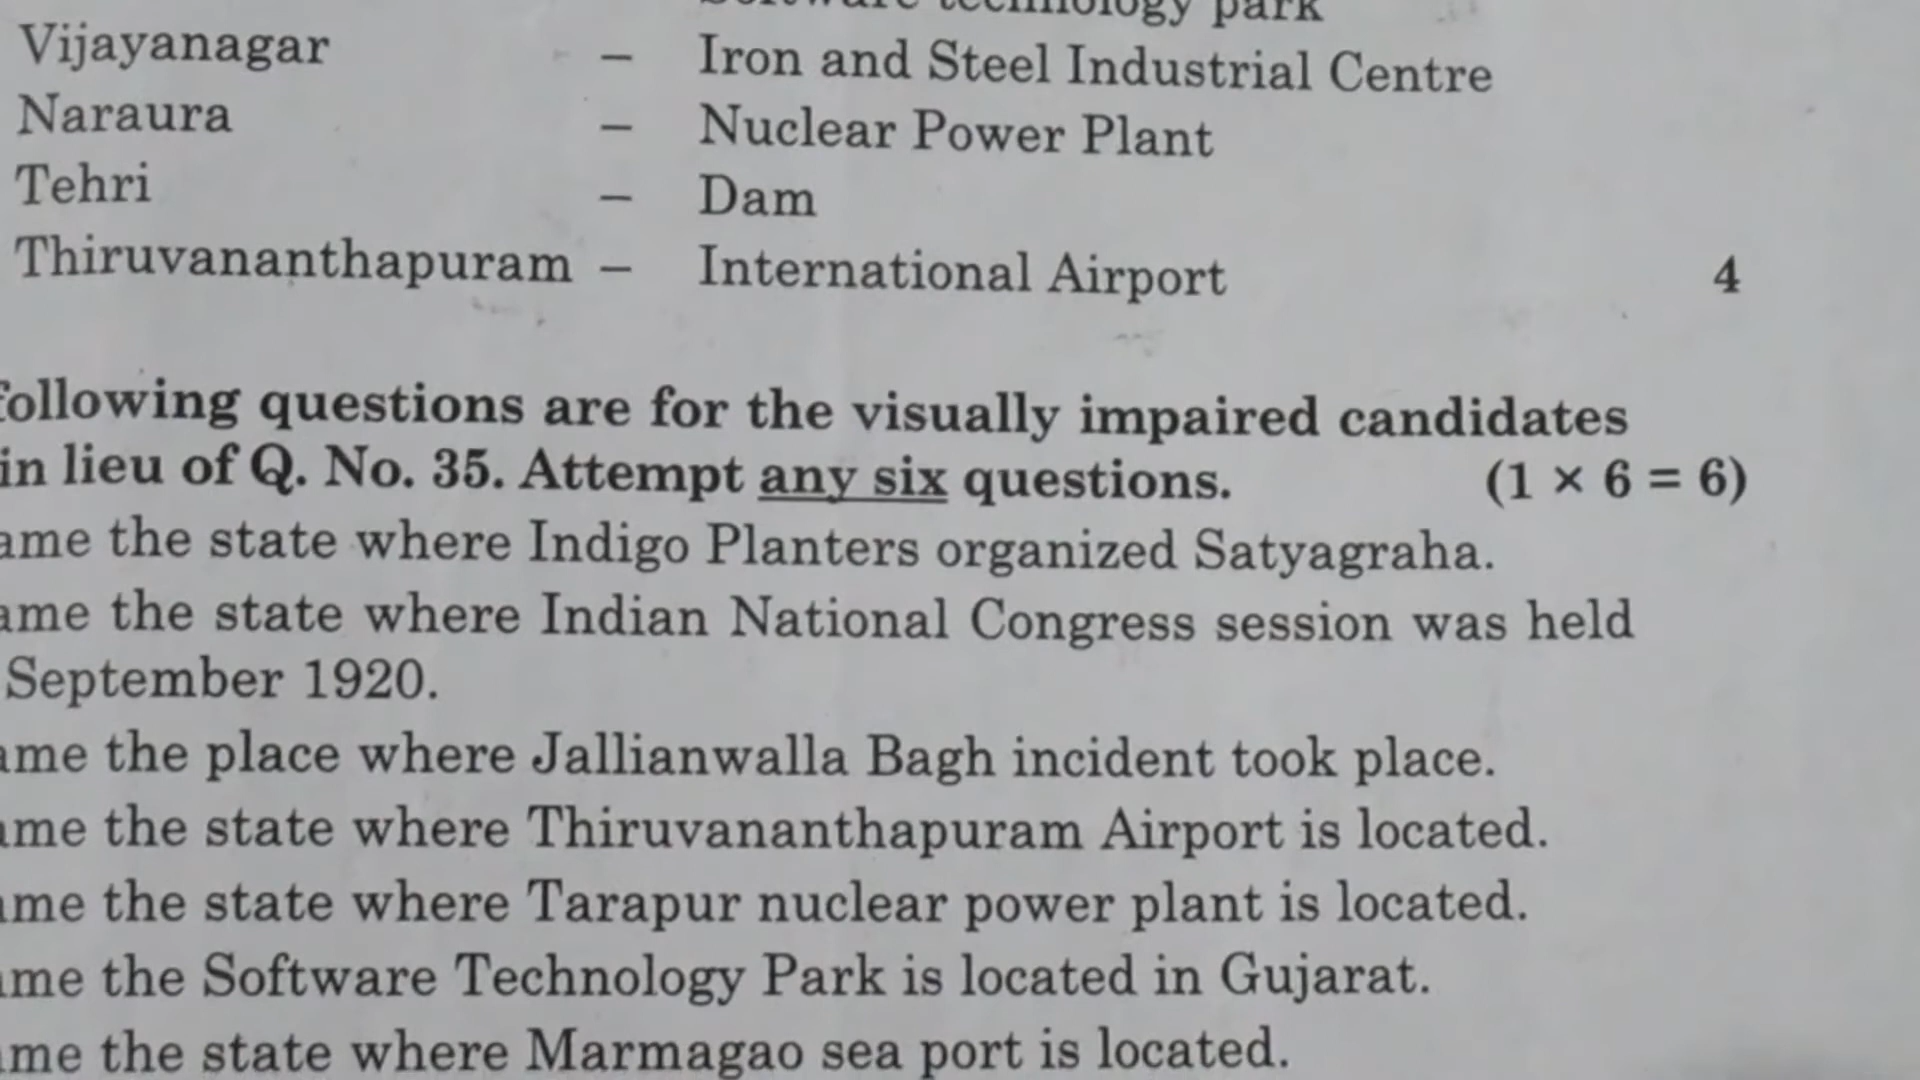 Software technology park
Vijayanagar – Iron and Steel Industrial Centre
Naraura – Nuclear Power Plant
Tehri – Dam
Thiruvananthapuram – International Airport 4
following questions are for the visually impaired candidates
in lieu of Q. No. 35. Attempt any six questions. (1 × 6 = 6)
ame the state where Indigo Planters organized Satyagraha.
ame the state where Indian National Congress session was held
September 1920.
ame the place where Jallianwalla Bagh incident took place.
ame the state where Thiruvananthapuram Airport is located.
ame the state where Tarapur nuclear power plant is located.
ame the Software Technology Park is located in Gujarat.
ame the state where Marmagao sea port is located.